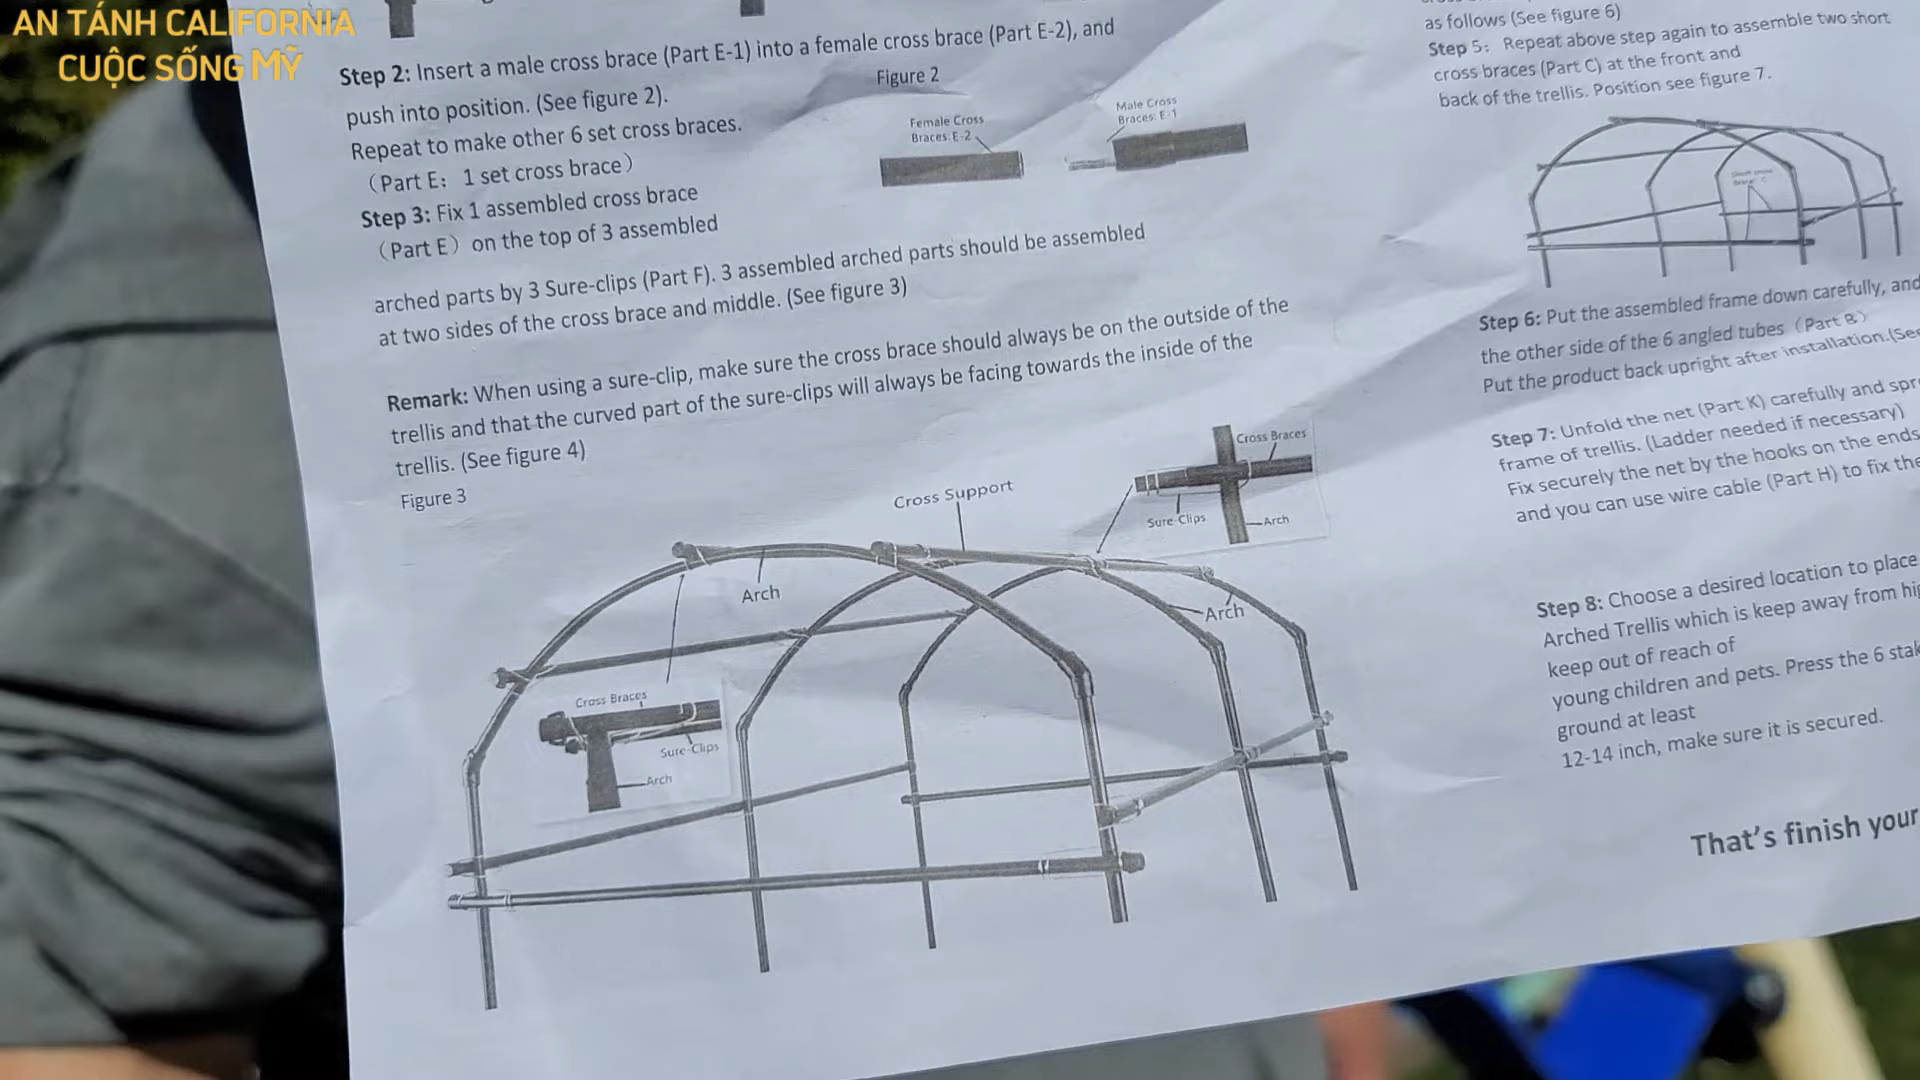 AN TÁNH CALIFORNIA
CUỘC SỐNG MỸ
Step 2: Insert a male cross brace (Part E-1) into a female cross brace (Part E-2), and
push into position. (See figure 2).
Repeat to make other 6 set cross braces.
（Part E： 1 set cross brace）
Figure 2
Female Cross
Braces: E-2
Male Cross
Braces: E-1
Step 3: Fix 1 assembled cross brace
（Part E）on the top of 3 assembled
arched parts by 3 Sure-clips (Part F). 3 assembled arched parts should be assembled
at two sides of the cross brace and middle. (See figure 3)
Remark: When using a sure-clip, make sure the cross brace should always be on the outside of the
trellis and that the curved part of the sure-clips will always be facing towards the inside of the
trellis. (See figure 4)
Figure 3
Cross Support
Cross Braces
Sure-Clips
Arch
Arch
Arch
Cross Braces
Sure-Clips
Arch
as follows (See figure 6)
Step 5： Repeat above step again to assemble two short
cross braces (Part C) at the front and
back of the trellis. Position see figure 7.
Step 6: Put the assembled frame down carefully, and
the other side of the 6 angled tubes（Part B）
Put the product back upright after installation.(See
Step 7: Unfold the net (Part K) carefully and spr
frame of trellis. (Ladder needed if necessary)
Fix securely the net by the hooks on the ends
and you can use wire cable (Part H) to fix the
Step 8: Choose a desired location to place
Arched Trellis which is keep away from hig
keep out of reach of
young children and pets. Press the 6 stak
ground at least
12-14 inch, make sure it is secured.
That's finish your